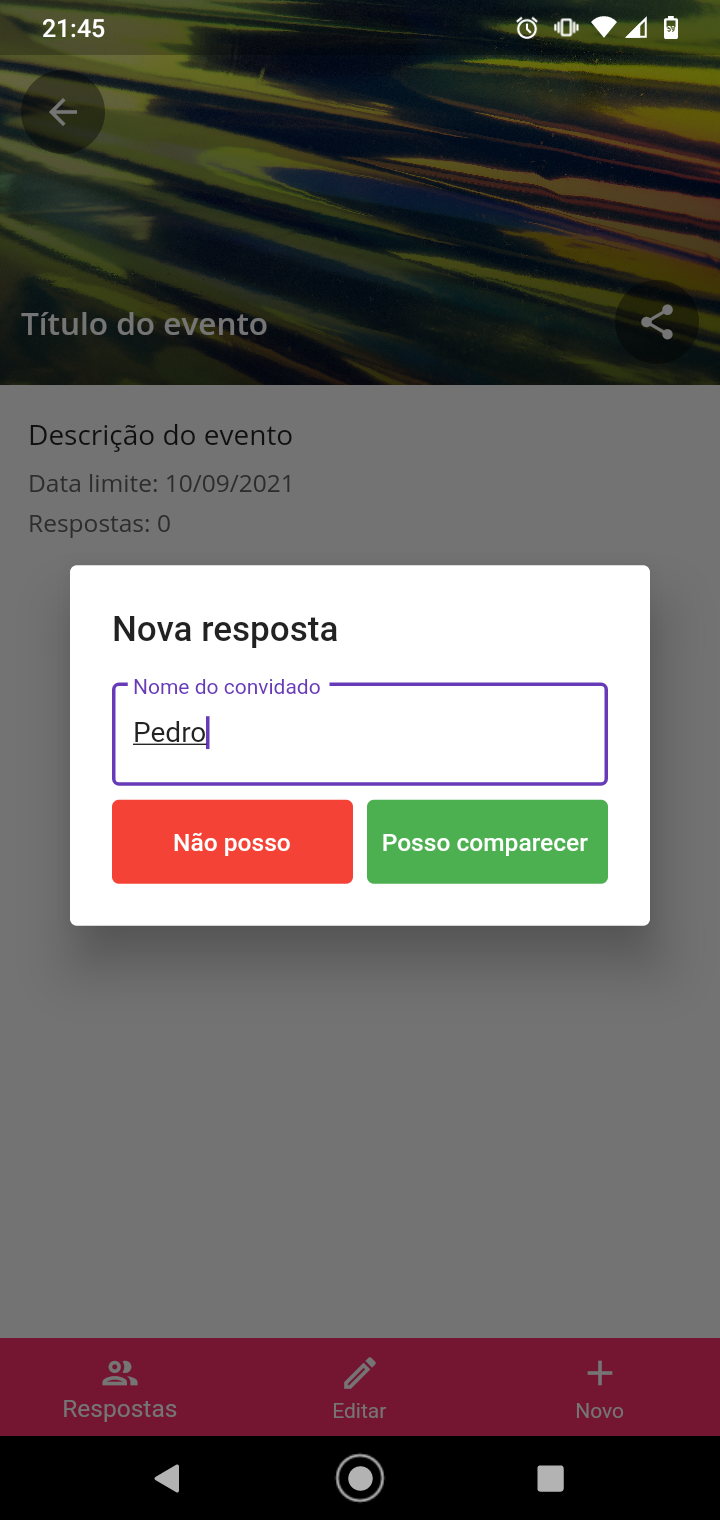 21:45
Título do evento
Descrição do evento
Data limite: 10/09/2021
Respostas: 0
Nova resposta
Nome do convidado
Pedro
Não posso
Posso comparecer
Respostas
Editar
Novo